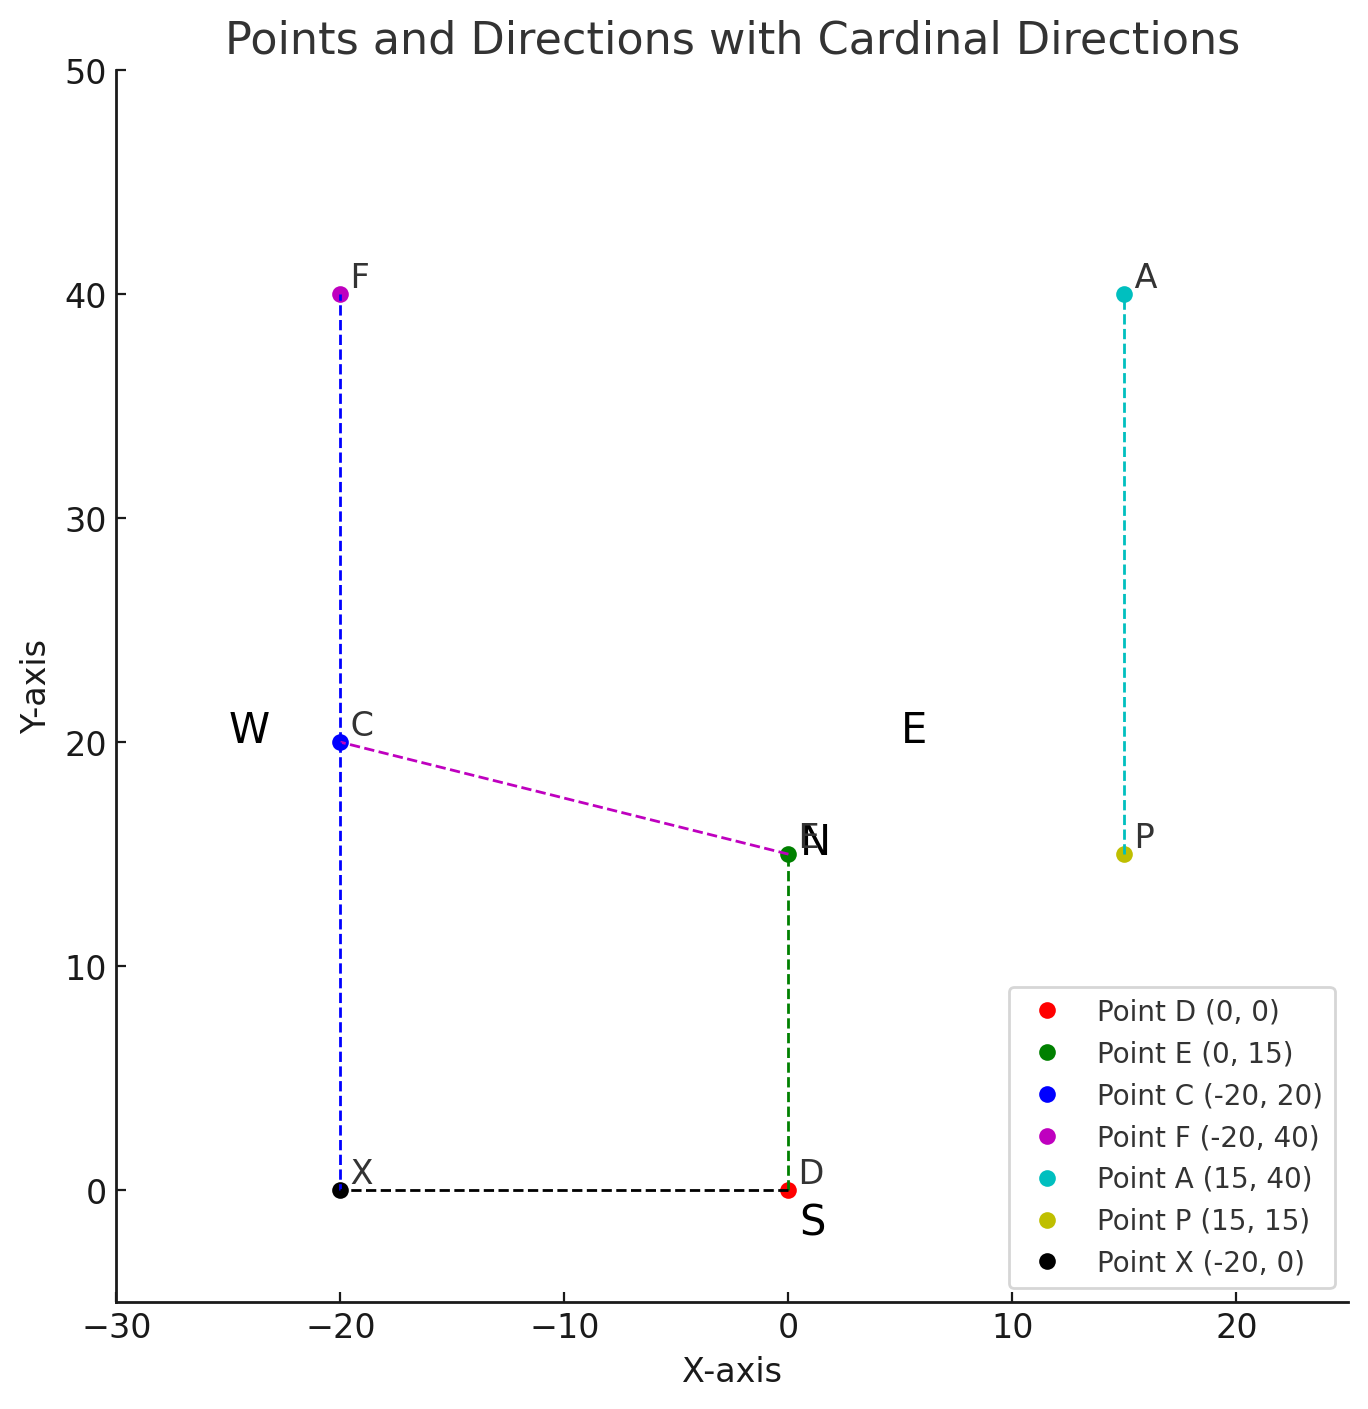 Points and Directions with Cardinal Directions
50
40
30
20
10
0
Y-axis
F
A
W
C
E
E
N
P
X
D
S
Point D (0, 0)
Point E (0, 15)
Point C (-20, 20)
Point F (-20, 40)
Point A (15, 40)
Point P (15, 15)
Point X (-20, 0)
−30 −20 −10 0 10 20
X-axis